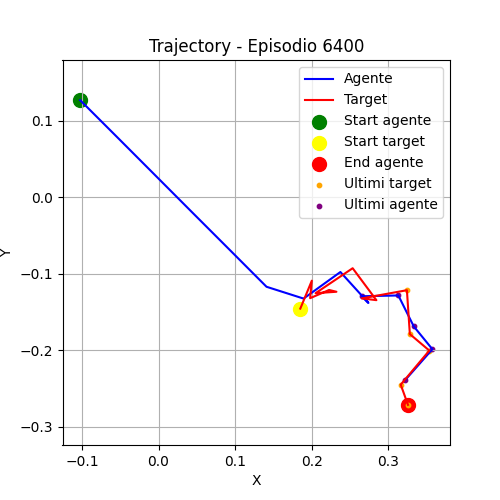 Trajectory - Episodio 6400
Agente
Target
Start agente
Start target
End agente
Ultimi target
Ultimi agente
0.1
0.0
−0.1
−0.2
−0.3
Y
−0.1
0.0
0.1
0.2
0.3
X